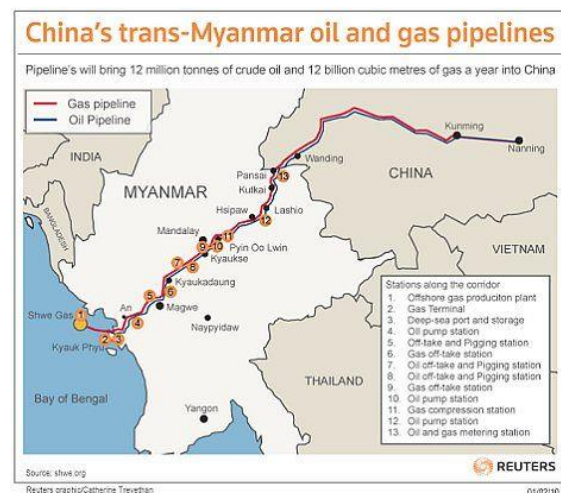 China's trans-Myanmar oil and gas pipelines
Pipeline's will bring 12 million tonnes of crude oil and 12 billion cubic metres of gas a year into China
Gas pipeline
Oil Pipeline
INDIA
BANGLADESH
MYANMAR
CHINA
VIETNAM
THAILAND
Kunming
Nanning
Wanding
Pansai
13
Kutkai
Hsipaw
Lashio
12
Mandalay
11
9
10
Pyin Oo Lwin
Kyaukse
7
8
Kyaukadaung
5
6
Magwe
An
4
Shwe Gas
1
2
3
Kyauk Phyu
Naypyidaw
Bay of Bengal
Yangon
Stations along the corridor
1. Offshore gas produciton plant
2. Gas Terminal
3. Deep-sea port and storage
4. Oil pump station
5. Off-take and Pigging station
6. Gas off-take station
7. Oil off-take and Pigging station
8. Oil off-take and Pigging station
9. Gas off-take station
10. Oil pump station
11. Gas compression station
12. Oil pump station
13. Oil and gas metering station
Source: shwe.org
REUTERS
Reuters graphic/Catherine Trevethan
01/02/10